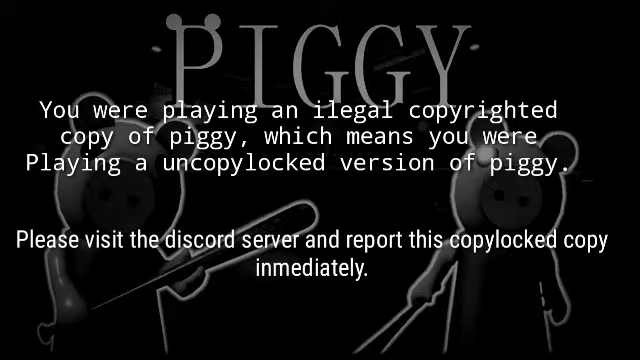 PIGGY
You were playing an ilegal copyrighted
copy of piggy, which means you were
Playing a uncopylocked version of piggy.
Please visit the discord server and report this copylocked copy
inmediately.